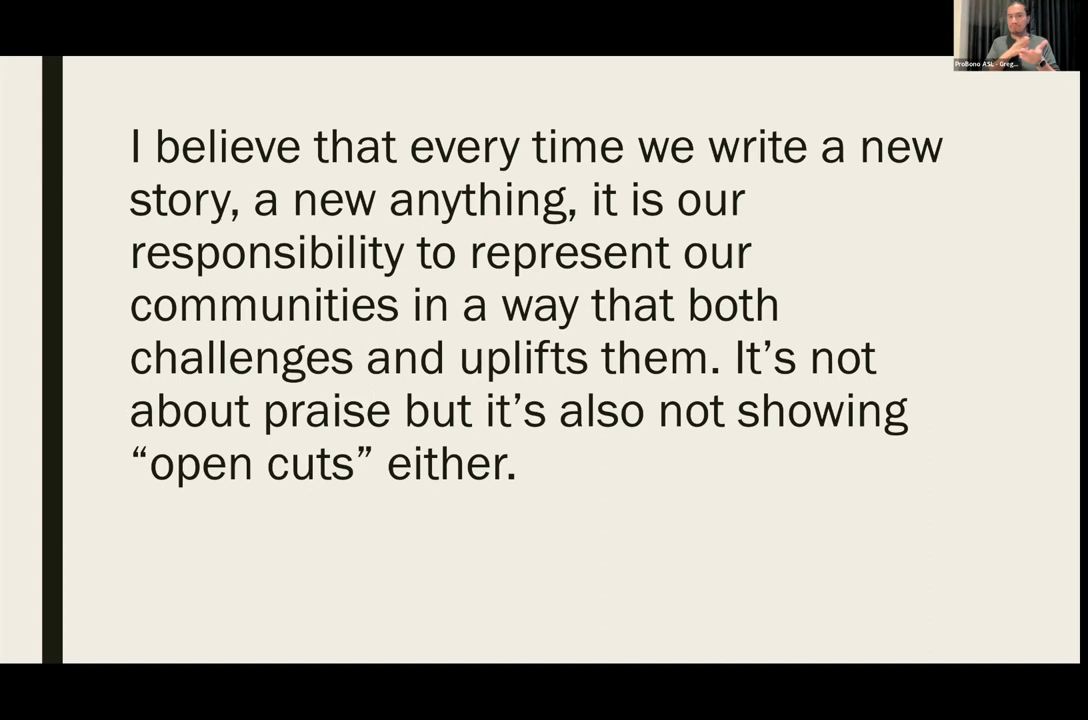 ProBono ASL - Greg...
I believe that every time we write a new
story, a new anything, it is our
responsibility to represent our
communities in a way that both
challenges and uplifts them. It’s not
about praise but it’s also not showing
“open cuts” either.